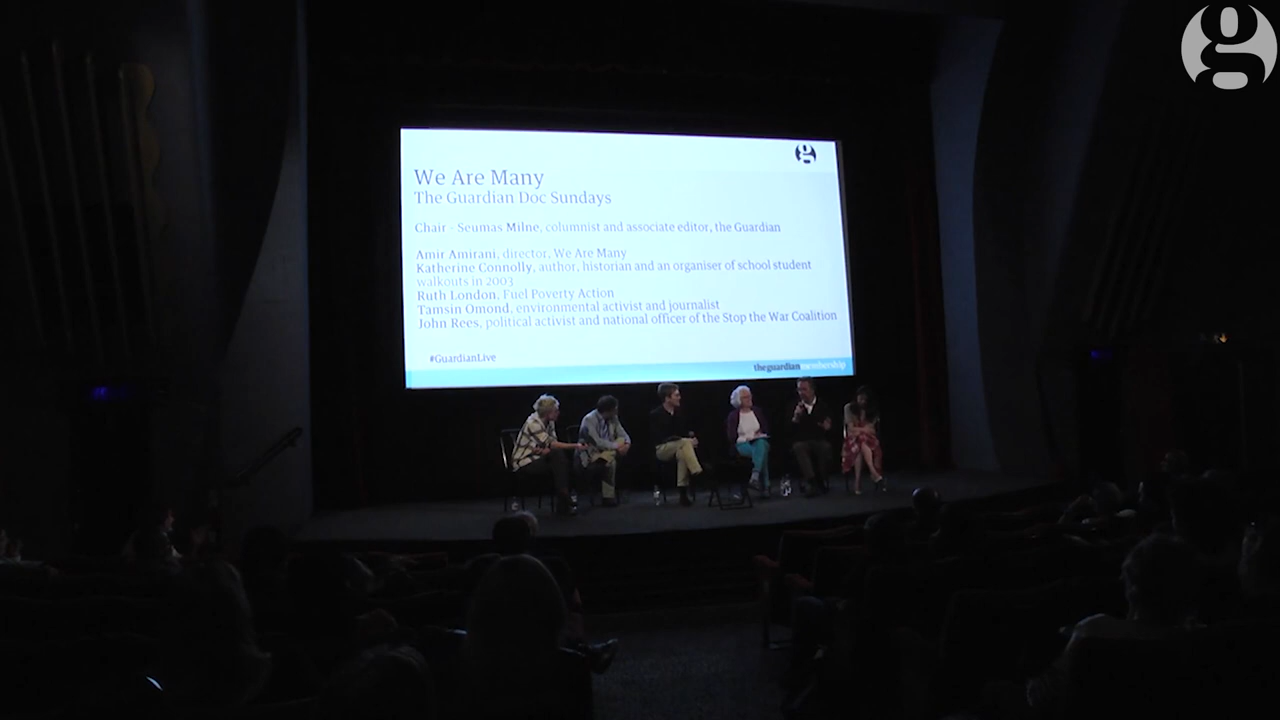 g
g
We Are Many
The Guardian Doc Sundays
Chair - Seumas Milne, columnist and associate editor, the Guardian
Amir Amirani, director, We Are Many
Katherine Connolly, author, historian and an organiser of school student
walkouts in 2003
Ruth London, Fuel Poverty Action
Tamsin Omond, environmental activist and journalist
John Rees, political activist and national officer of the Stop the War Coalition
#GuardianLive
theguardianmembership